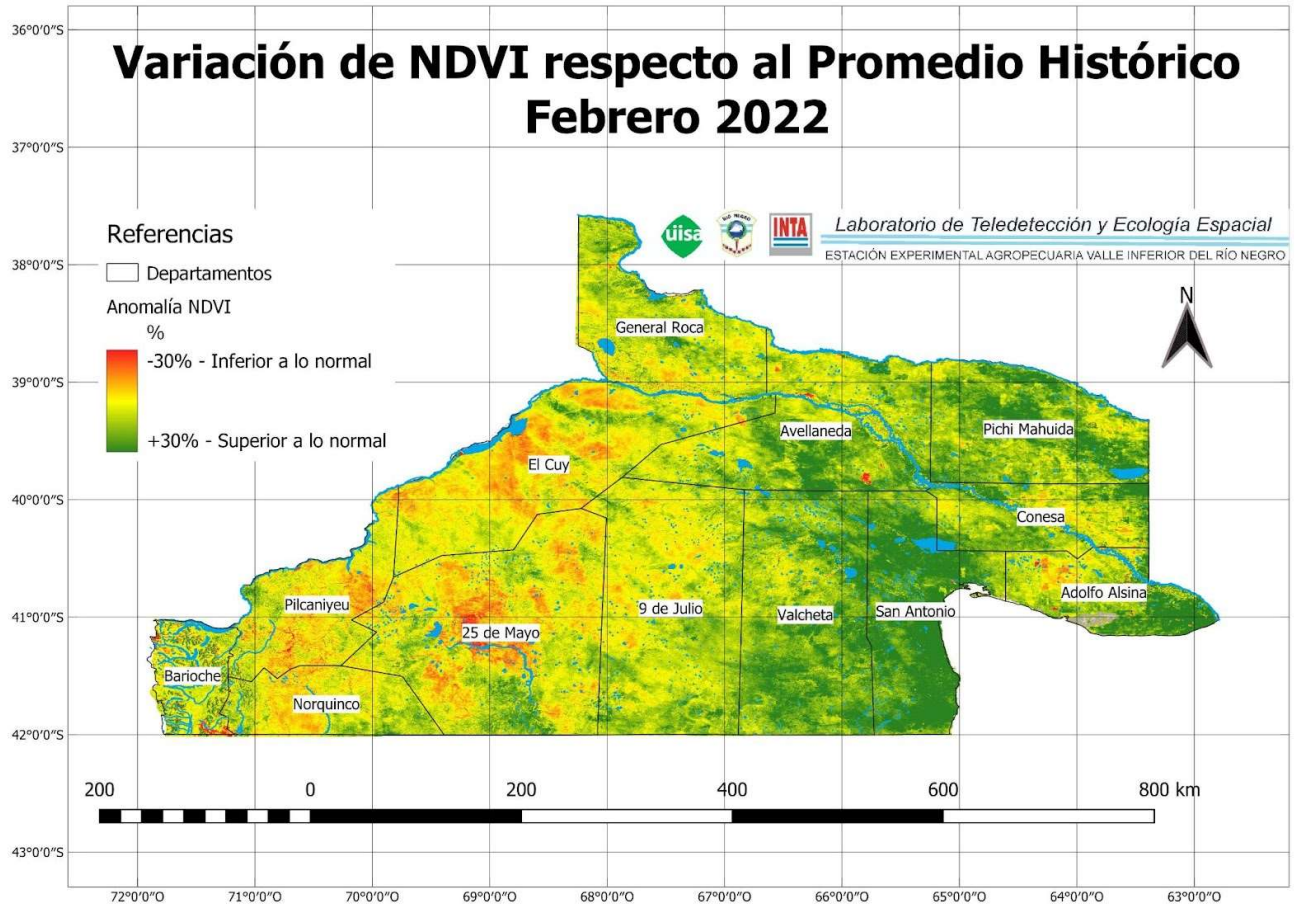 Variación de NDVI respecto al Promedio Histórico
Febrero 2022
36°0'0"S
37°0'0"S
38°0'0"S
39°0'0"S
40°0'0"S
41°0'0"S
42°0'0"S
43°0'0"S
Referencias
Departamentos
Anomalía NDVI
%
-30% - Inferior a lo normal
+30% - Superior a lo normal
üisa
RIO NEGRO
INTA
Laboratorio de Teledetección y Ecología Espacial
ESTACIÓN EXPERIMENTAL AGROPECUARIA VALLE INFERIOR DEL RÍO NEGRO
N
General Roca
Avellaneda
Pichi Mahuida
El Cuy
Conesa
Pilcaniyeu
25 de Mayo
9 de Julio
Valcheta
San Antonio
Adolfo Alsina
Barioche
Norquinco
200 0 200 400 600 800 km
72°0'0"O 71°0'0"O 70°0'0"O 69°0'0"O 68°0'0"O 67°0'0"O 66°0'0"O 65°0'0"O 64°0'0"O 63°0'0"O